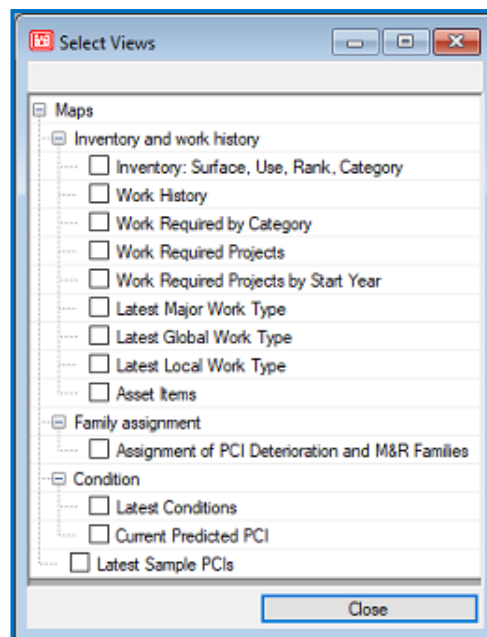 Select Views
Maps
Inventory and work history
Inventory: Surface, Use, Rank, Category
Work History
Work Required by Category
Work Required Projects
Work Required Projects by Start Year
Latest Major Work Type
Latest Global Work Type
Latest Local Work Type
Asset Items
Family assignment
Assignment of PCI Deterioration and M&R Families
Condition
Latest Conditions
Current Predicted PCI
Latest Sample PCIs
Close